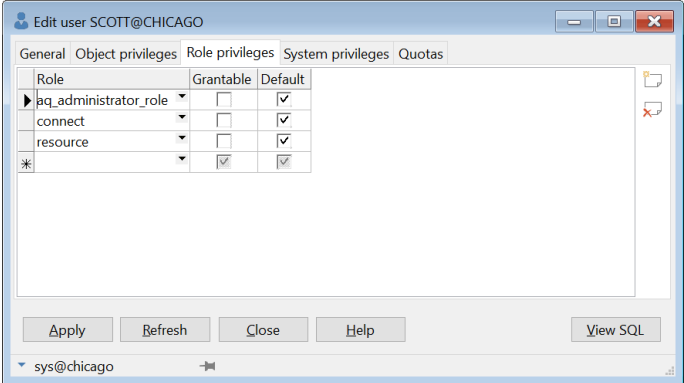 Edit user SCOTT@CHICAGO
General Object privileges Role privileges System privileges Quotas
Role Grantable Default
aq_administrator_role
connect
resource
Apply Refresh Close Help View SQL
sys@chicago